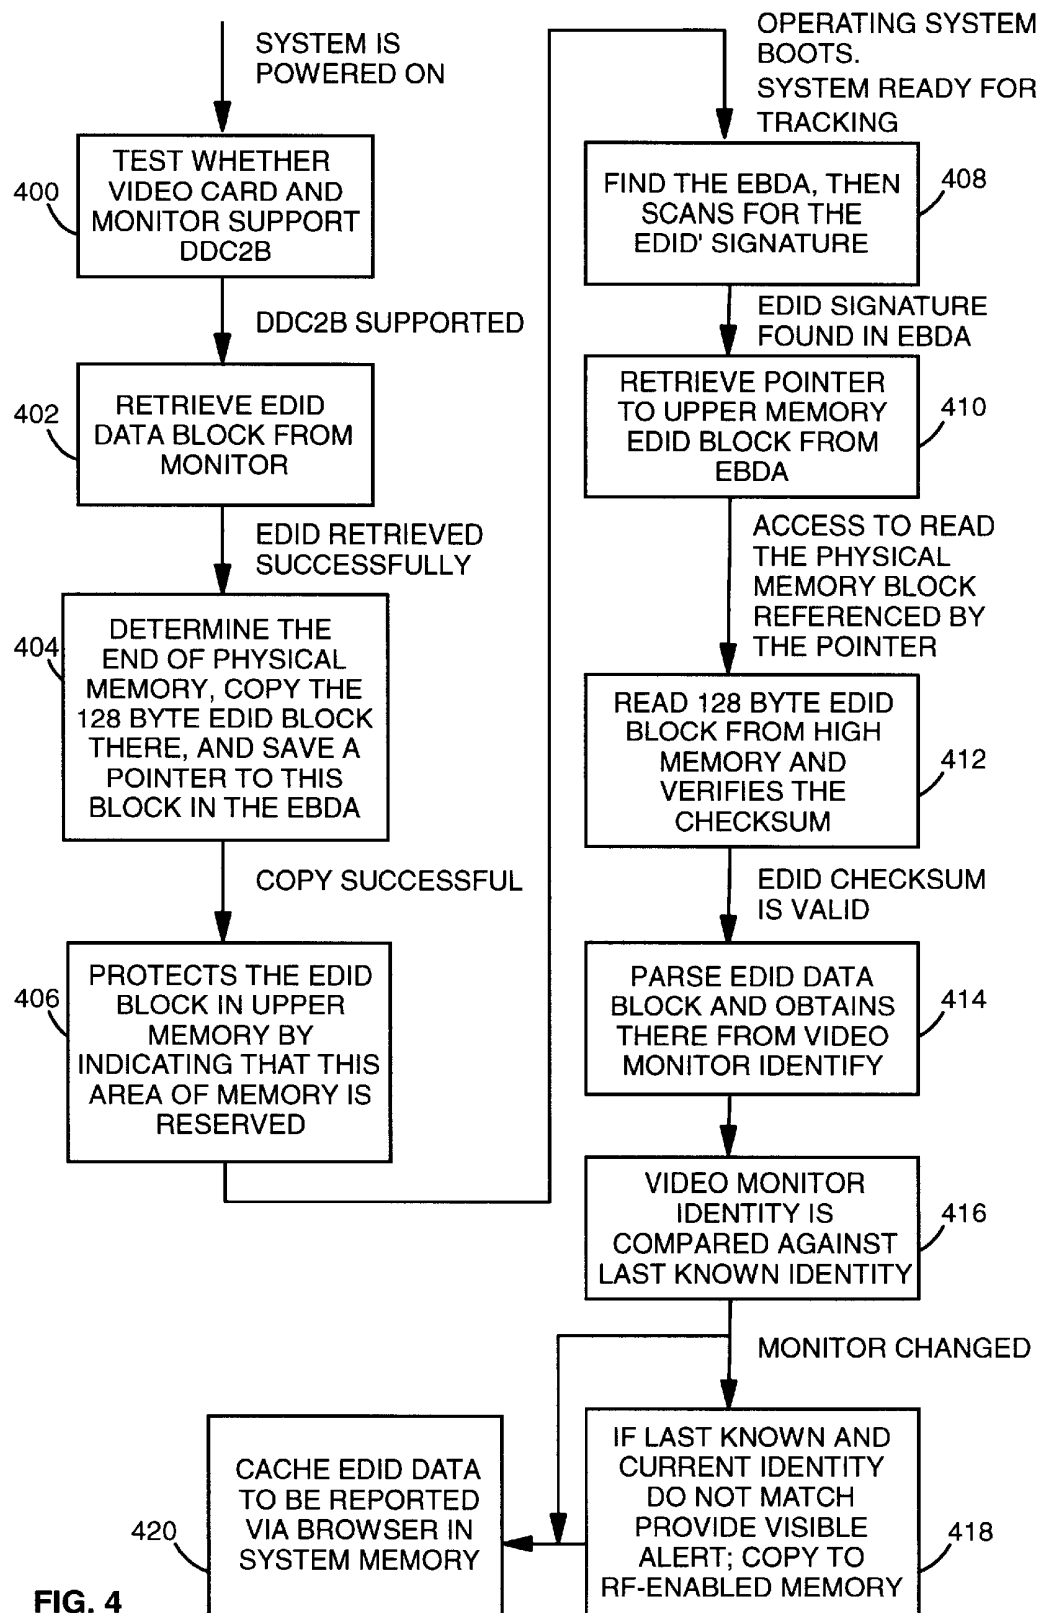 SYSTEM IS
POWERED ON
TEST WHETHER
VIDEO CARD AND
MONITOR SUPPORT
DDC2B
400
DDC2B SUPPORTED
RETRIEVE EDID
DATA BLOCK FROM
MONITOR
402
EDID RETRIEVED
SUCCESSFULLY
DETERMINE THE
END OF PHYSICAL
MEMORY, COPY THE
128 BYTE EDID BLOCK
THERE, AND SAVE A
POINTER TO THIS
BLOCK IN THE EBDA
404
COPY SUCCESSFUL
PROTECTS THE EDID
BLOCK IN UPPER
MEMORY BY
INDICATING THAT THIS
AREA OF MEMORY IS
RESERVED
406
OPERATING SYSTEM
BOOTS.
SYSTEM READY FOR
TRACKING
FIND THE EBDA, THEN
SCANS FOR THE
EDID' SIGNATURE
408
EDID SIGNATURE
FOUND IN EBDA
RETRIEVE POINTER
TO UPPER MEMORY
EDID BLOCK FROM
EBDA
410
ACCESS TO READ
THE PHYSICAL
MEMORY BLOCK
REFERENCED BY
THE POINTER
READ 128 BYTE EDID
BLOCK FROM HIGH
MEMORY AND
VERIFIES THE
CHECKSUM
412
EDID CHECKSUM
IS VALID
PARSE EDID DATA
BLOCK AND OBTAINS
THERE FROM VIDEO
MONITOR IDENTIFY
414
VIDEO MONITOR
IDENTITY IS
COMPARED AGAINST
LAST KNOWN IDENTITY
416
MONITOR CHANGED
IF LAST KNOWN AND
CURRENT IDENTITY
DO NOT MATCH
PROVIDE VISIBLE
ALERT; COPY TO
RF-ENABLED MEMORY
418
CACHE EDID DATA
TO BE REPORTED
VIA BROWSER IN
SYSTEM MEMORY
420
FIG. 4